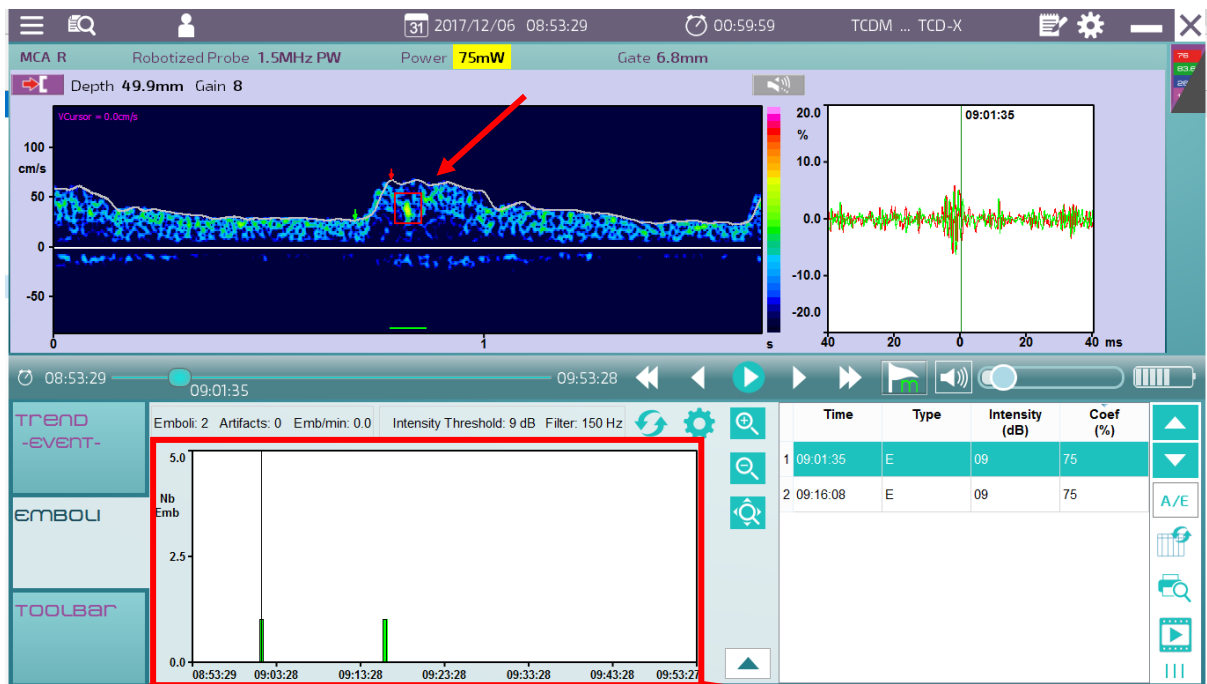 31 2017/12/06 08:53:29 00:59:59 TCDM ... TCD-X
MCA R Robotized Probe 1.5MHz PW Power 75mW Gate 6.8mm
76
83.6
Depth 49.9mm Gain 8
VCursor = 0.0cm/s
100
cm/s
50
0
-50
0 1 s
20.0
%
10.0
0.0
-10.0
-20.0
09:01:35
40 20 0 20 40 ms
08:53:29 09:01:35 09:53:28 m
TREND
-EVENT-
EMBOLI
TOOLBAR
Emboli: 2 Artifacts: 0 Emb/min: 0.0 Intensity Threshold: 9 dB Filter: 150 Hz
5.0
Nb
Emb
2.5
0.0
08:53:29 09:03:28 09:13:28 09:23:28 09:33:28 09:43:28 09:53:27
Time Type Intensity (dB) Coef (%)
1 09:01:35 E 09 75
2 09:16:08 E 09 75
A/E